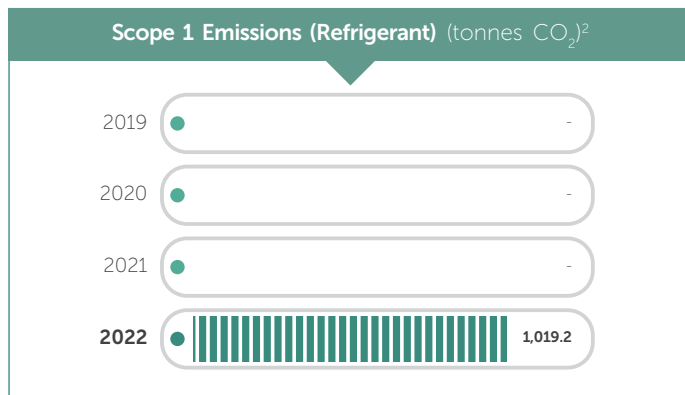 Scope 1 Emissions (Refrigerant) (tonnes CO₂)²
2019 -
2020 -
2021 -
2022 1,019.2